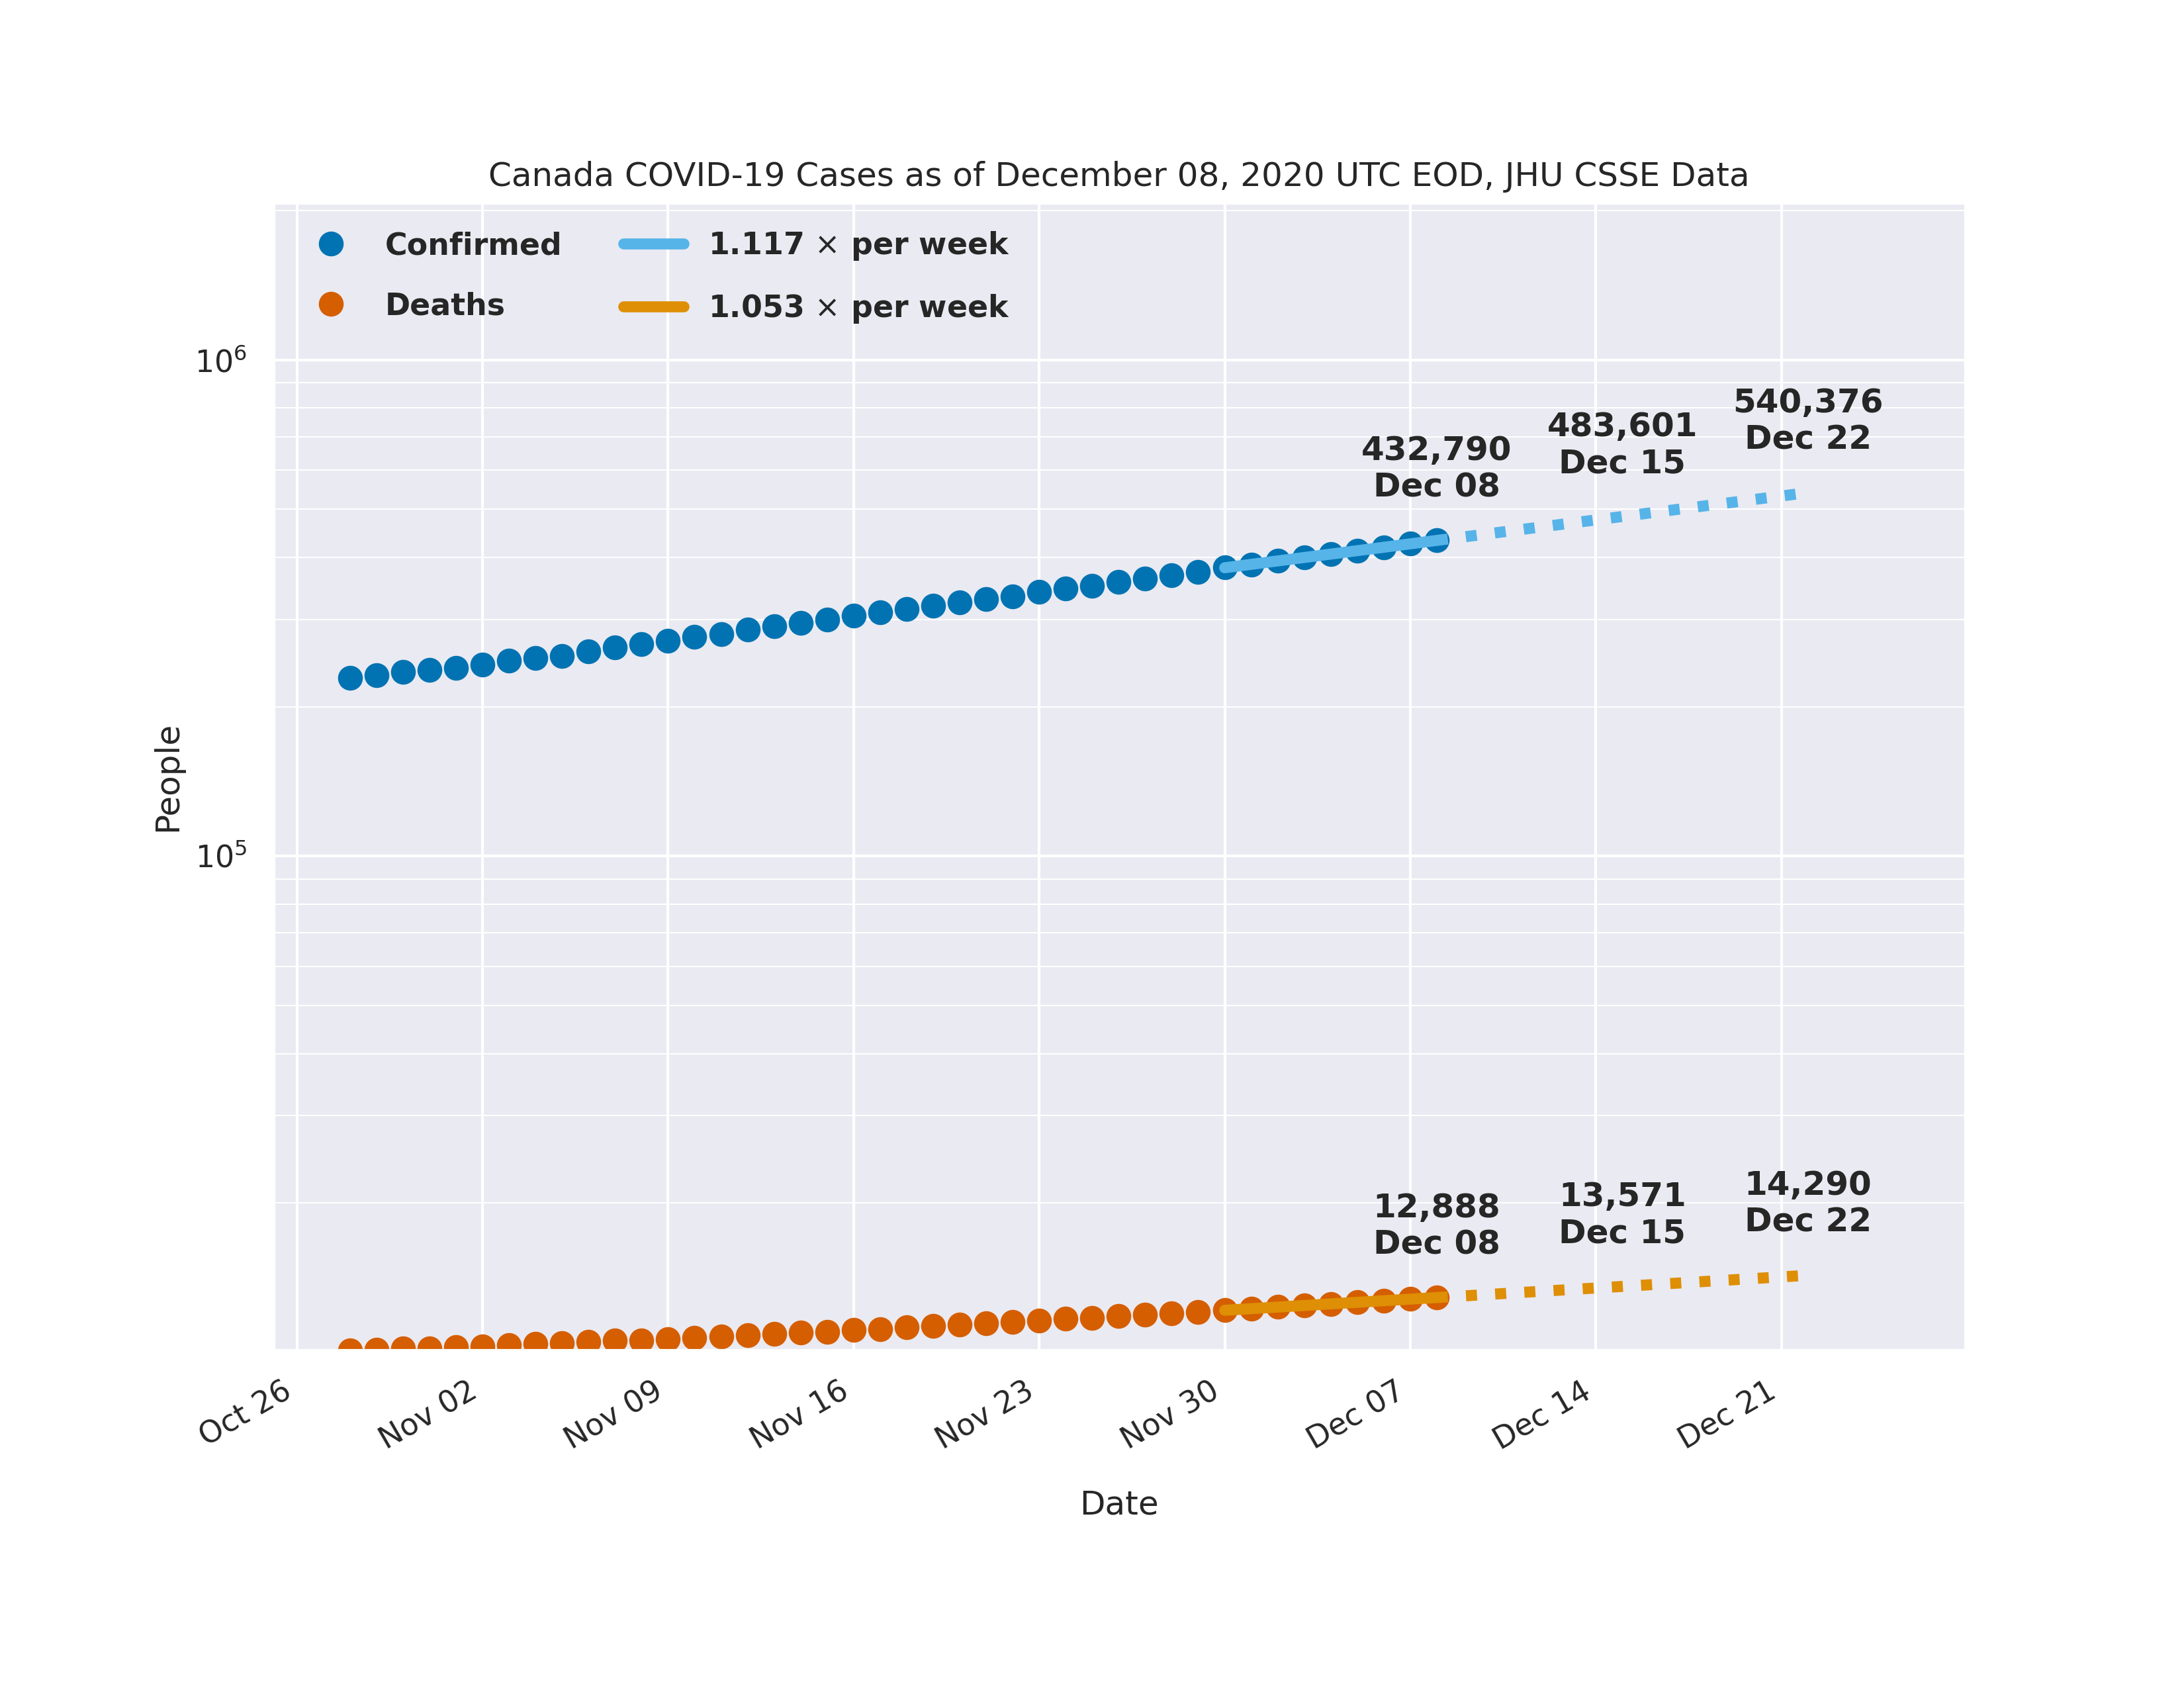 Canada COVID-19 Cases as of December 08, 2020 UTC EOD, JHU CSSE Data
Confirmed
Deaths
1.117 × per week
1.053 × per week
10⁶
10⁵
People
432,790
Dec 08
483,601
Dec 15
540,376
Dec 22
12,888
Dec 08
13,571
Dec 15
14,290
Dec 22
Oct 26
Nov 02
Nov 09
Nov 16
Nov 23
Nov 30
Dec 07
Dec 14
Dec 21
Date